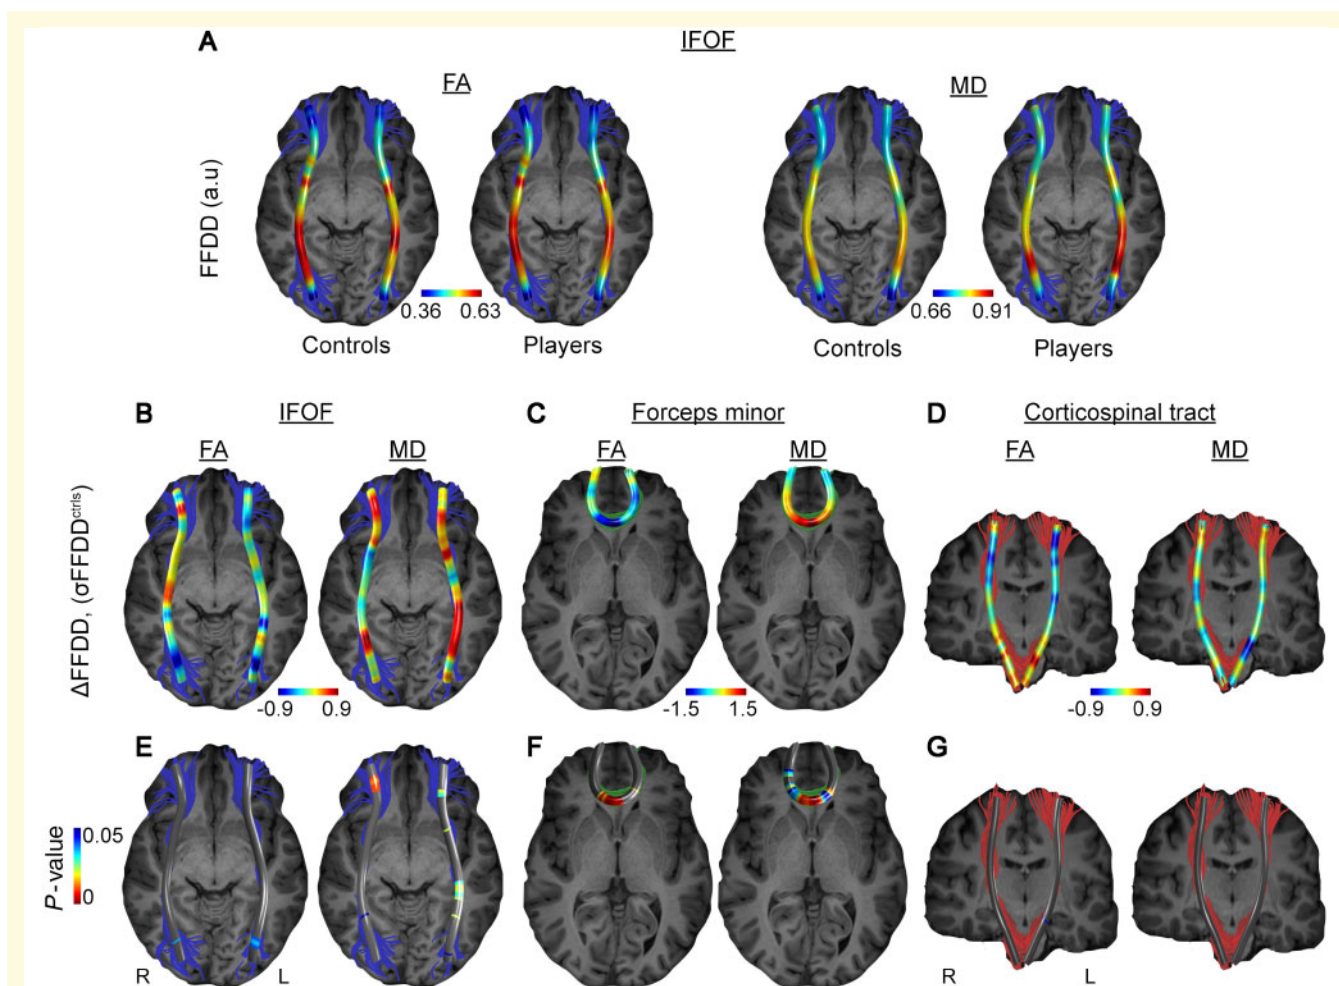 A IFOF
FA MD
FFDD (a.u)
0.36 0.63 0.66 0.91
Controls Players Controls Players
B IFOF C Forceps minor D Corticospinal tract
FA MD FA MD FA MD
ΔFFDD, (σFFDDctrls)
-0.9 0.9 -1.5 1.5 -0.9 0.9
E F G
P-value
0.05
0
R L R L